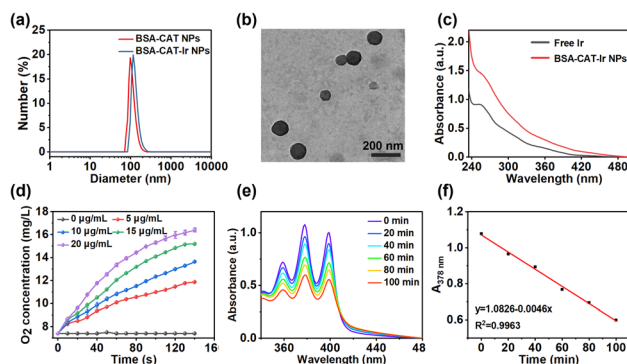 (a)
BSA-CAT NPs
BSA-CAT-Ir NPs
Number (%)
25
20
15
10
5
0
1 10 100 1000 10000
Diameter (nm)
(b)
200 nm
(c)
Free Ir
BSA-CAT-Ir NPs
Absorbance (a.u.)
2.0
1.5
1.0
0.5
0.0
240 300 360 420 480
Wavelength (nm)
(d)
0 μg/mL 5 μg/mL
10 μg/mL 15 μg/mL
20 μg/mL
O2 concentration (mg/L)
16
14
12
10
8
0 40 80 120 160
Time (s)
(e)
0 min
20 min
40 min
60 min
80 min
100 min
Absorbance (a.u.)
1.0
0.5
0.0
360 400 440 48
Wavelength (nm)
(f)
A378 nm
1.2
1.0
0.8
0.6
y=1.0826-0.0046x
R²=0.9963
0 20 40 60 80 100
Time (min)